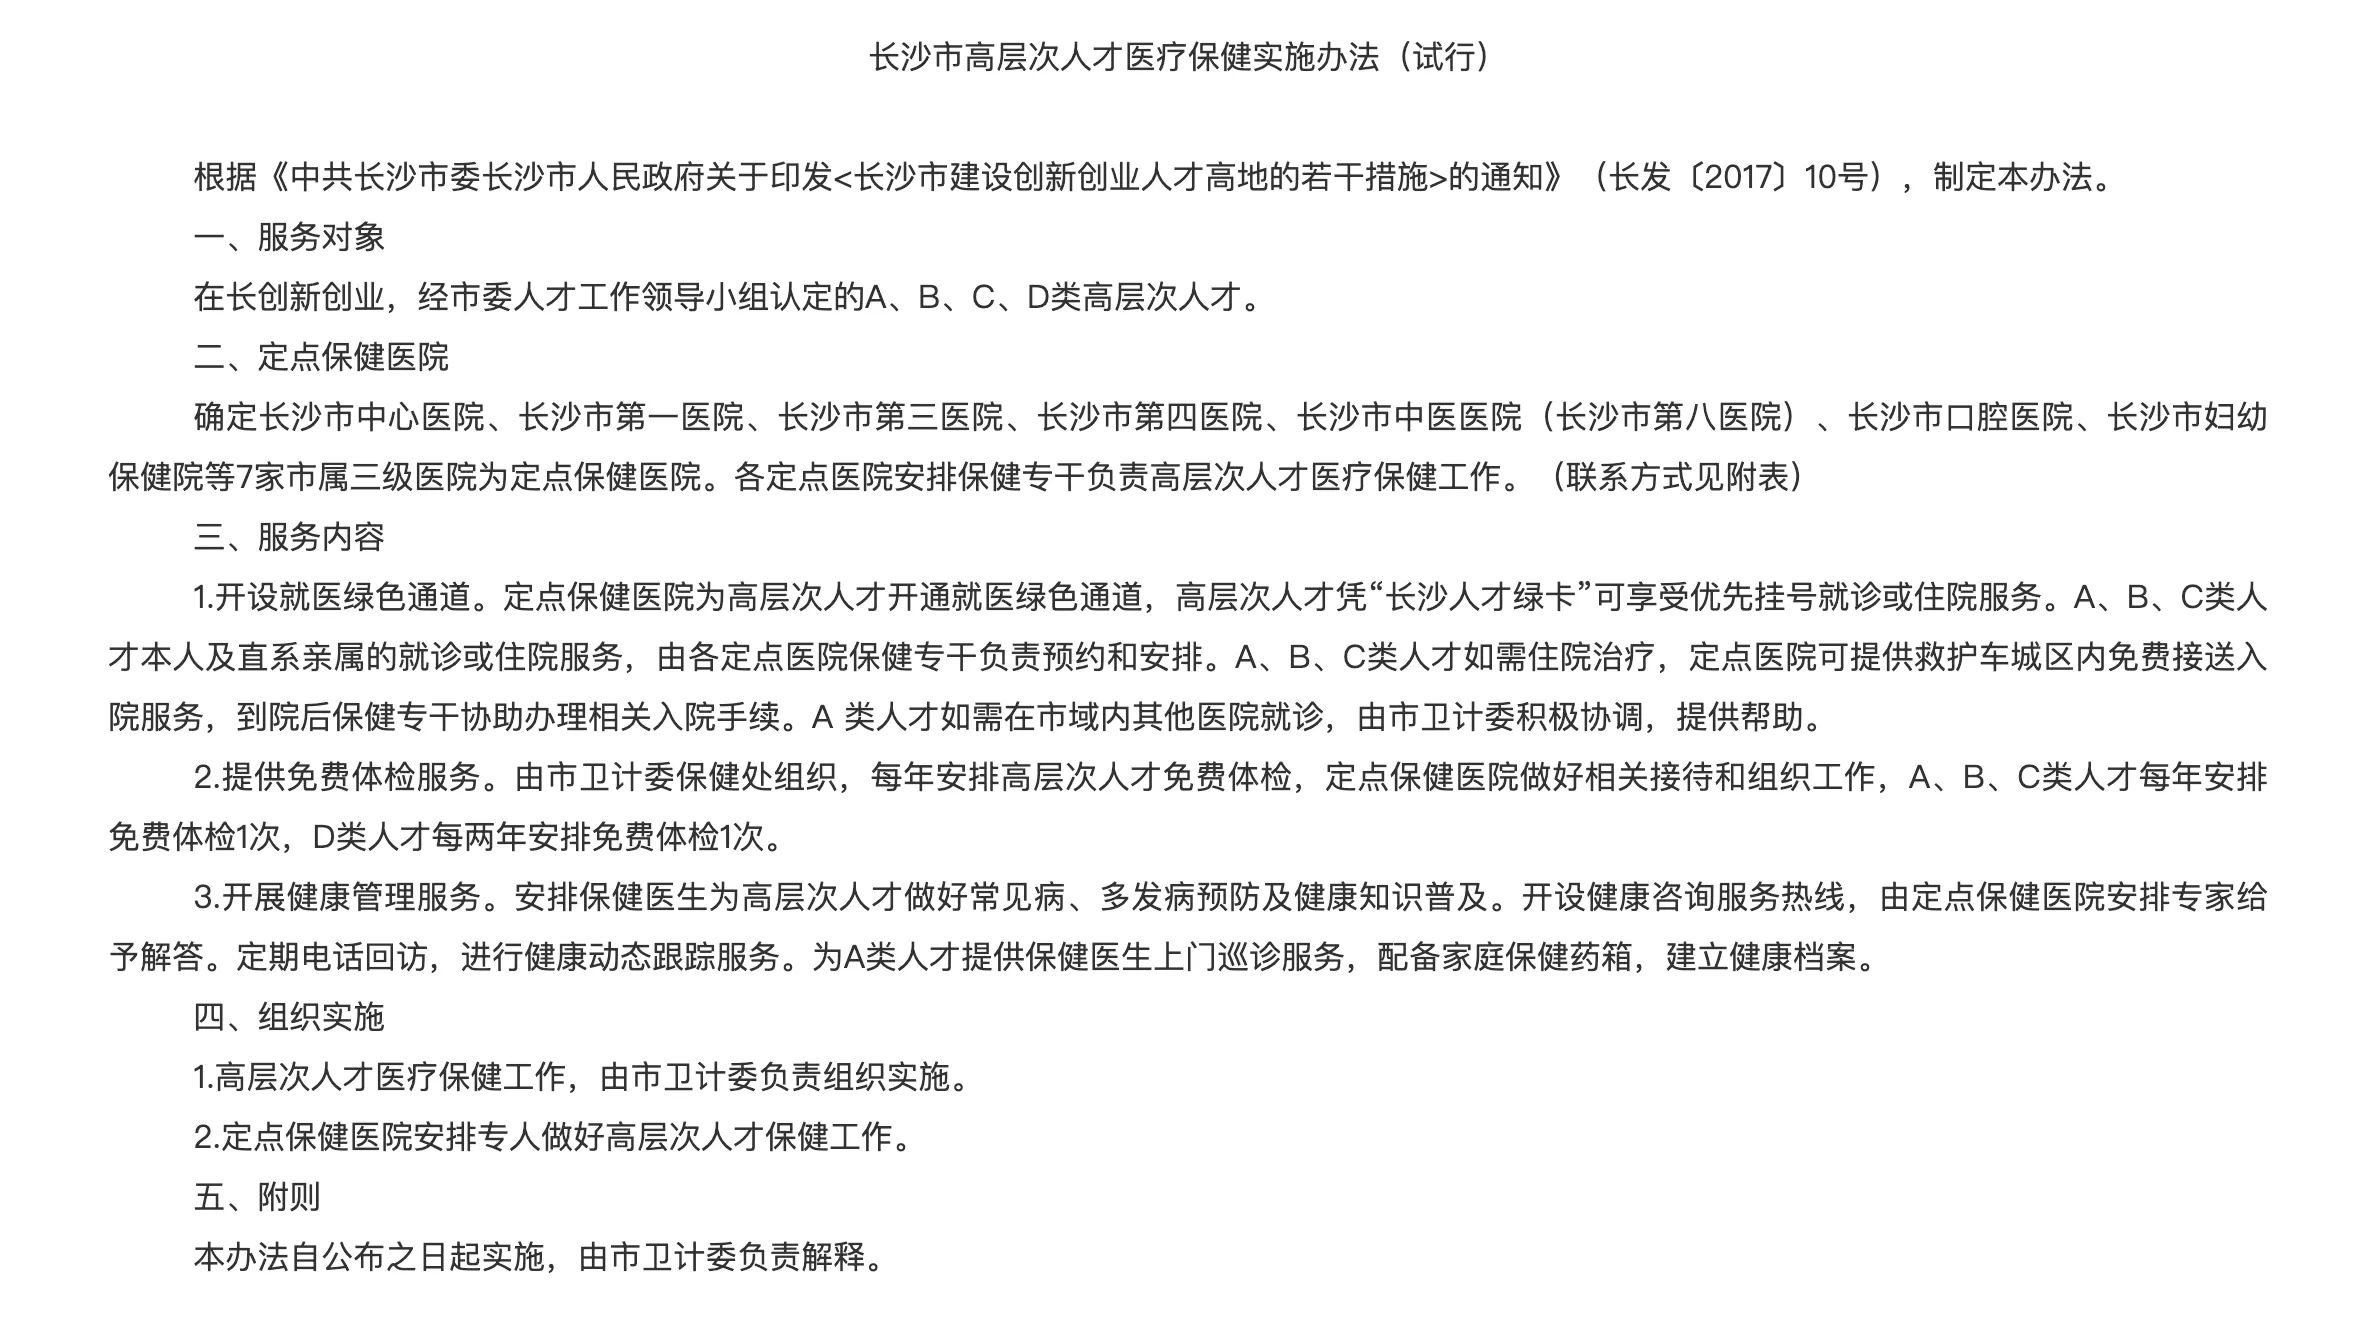 长沙市高层次人才医疗保健实施办法（试行）
根据《中共长沙市委长沙市人民政府关于印发<长沙市建设创新创业人才高地的若干措施>的通知》（长发〔2017〕10号），制定本办法。
一、服务对象
在长创新创业，经市委人才工作领导小组认定的A、B、C、D类高层次人才。
二、定点保健医院
确定长沙市中心医院、长沙市第一医院、长沙市第三医院、长沙市第四医院、长沙市中医医院（长沙市第八医院）、长沙市口腔医院、长沙市妇幼
保健院等7家市属三级医院为定点保健医院。各定点医院安排保健专干负责高层次人才医疗保健工作。（联系方式见附表）
三、服务内容
1.开设就医绿色通道。定点保健医院为高层次人才开通就医绿色通道，高层次人才凭“长沙人才绿卡”可享受优先挂号就诊或住院服务。A、B、C类人
才本人及直系亲属的就诊或住院服务，由各定点医院保健专干负责预约和安排。A、B、C类人才如需住院治疗，定点医院可提供救护车城区内免费接送入
院服务，到院后保健专干协助办理相关入院手续。A 类人才如需在市域内其他医院就诊，由市卫计委积极协调，提供帮助。
2.提供免费体检服务。由市卫计委保健处组织，每年安排高层次人才免费体检，定点保健医院做好相关接待和组织工作，A、B、C类人才每年安排
免费体检1次，D类人才每两年安排免费体检1次。
3.开展健康管理服务。安排保健医生为高层次人才做好常见病、多发病预防及健康知识普及。开设健康咨询服务热线，由定点保健医院安排专家给
予解答。定期电话回访，进行健康动态跟踪服务。为A类人才提供保健医生上门巡诊服务，配备家庭保健药箱，建立健康档案。
四、组织实施
1.高层次人才医疗保健工作，由市卫计委负责组织实施。
2.定点保健医院安排专人做好高层次人才保健工作。
五、附则
本办法自公布之日起实施，由市卫计委负责解释。